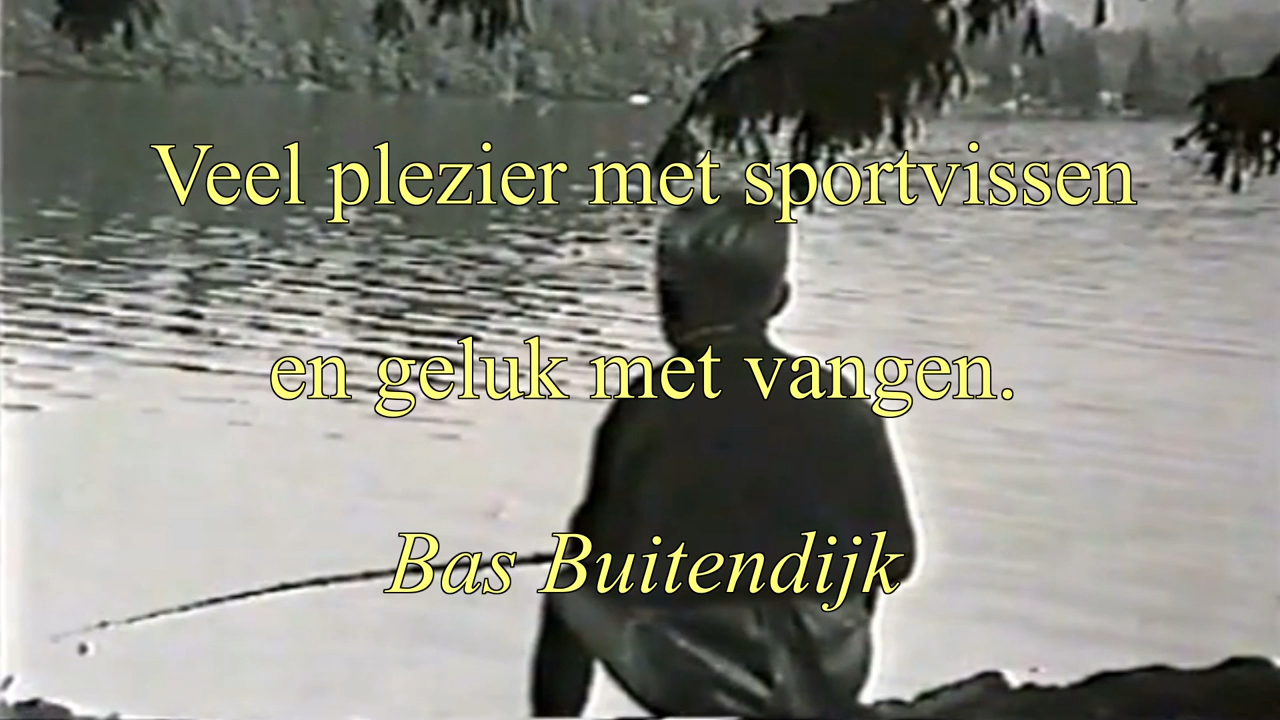 Veel plezier met sportvissen
en geluk met vangen.
Bas Buitendijk